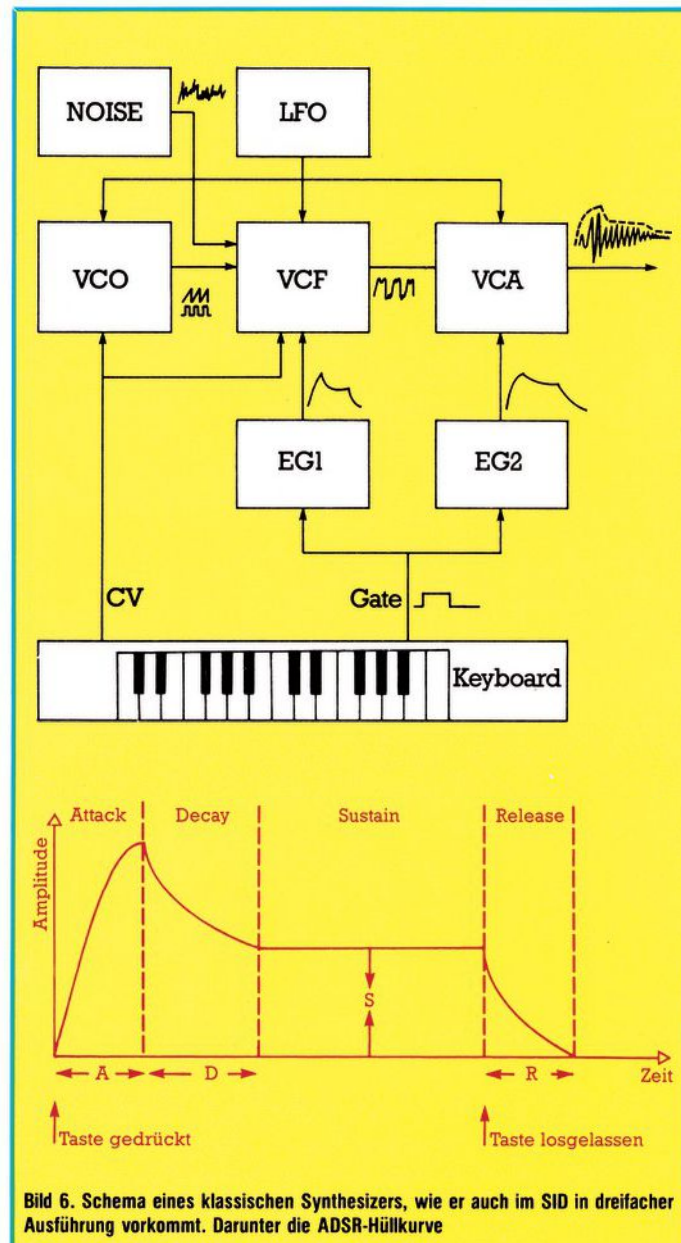 NOISE
LFO
VCO
VCF
VCA
EG1
EG2
CV
Gate
Keyboard
Attack
Decay
Sustain
Release
Amplitude
S
A
D
R
Zeit
Taste gedrückt
Taste losgelassen
Bild 6. Schema eines klassischen Synthesizers, wie er auch im SID in dreifacher
Ausführung vorkommt. Darunter die ADSR-Hüllkurve